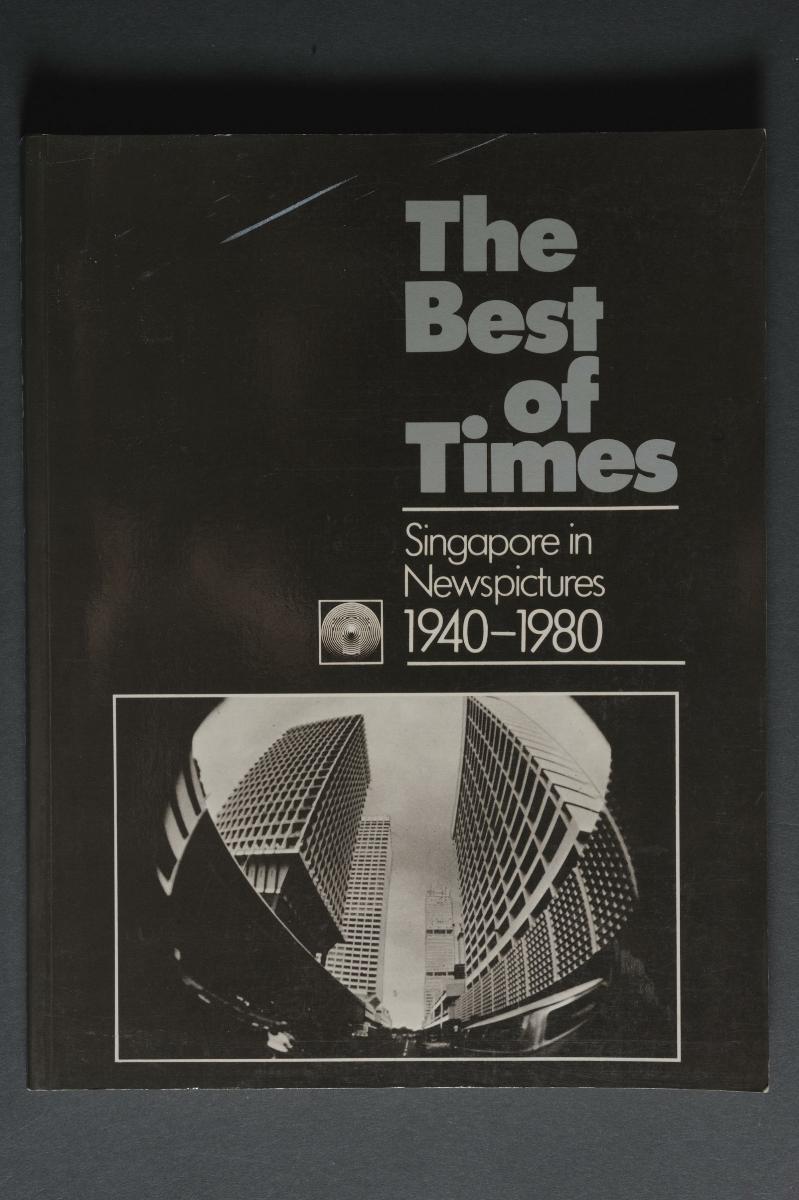 The
Best
of
Times
Singapore in
Newspictures
1940–1980